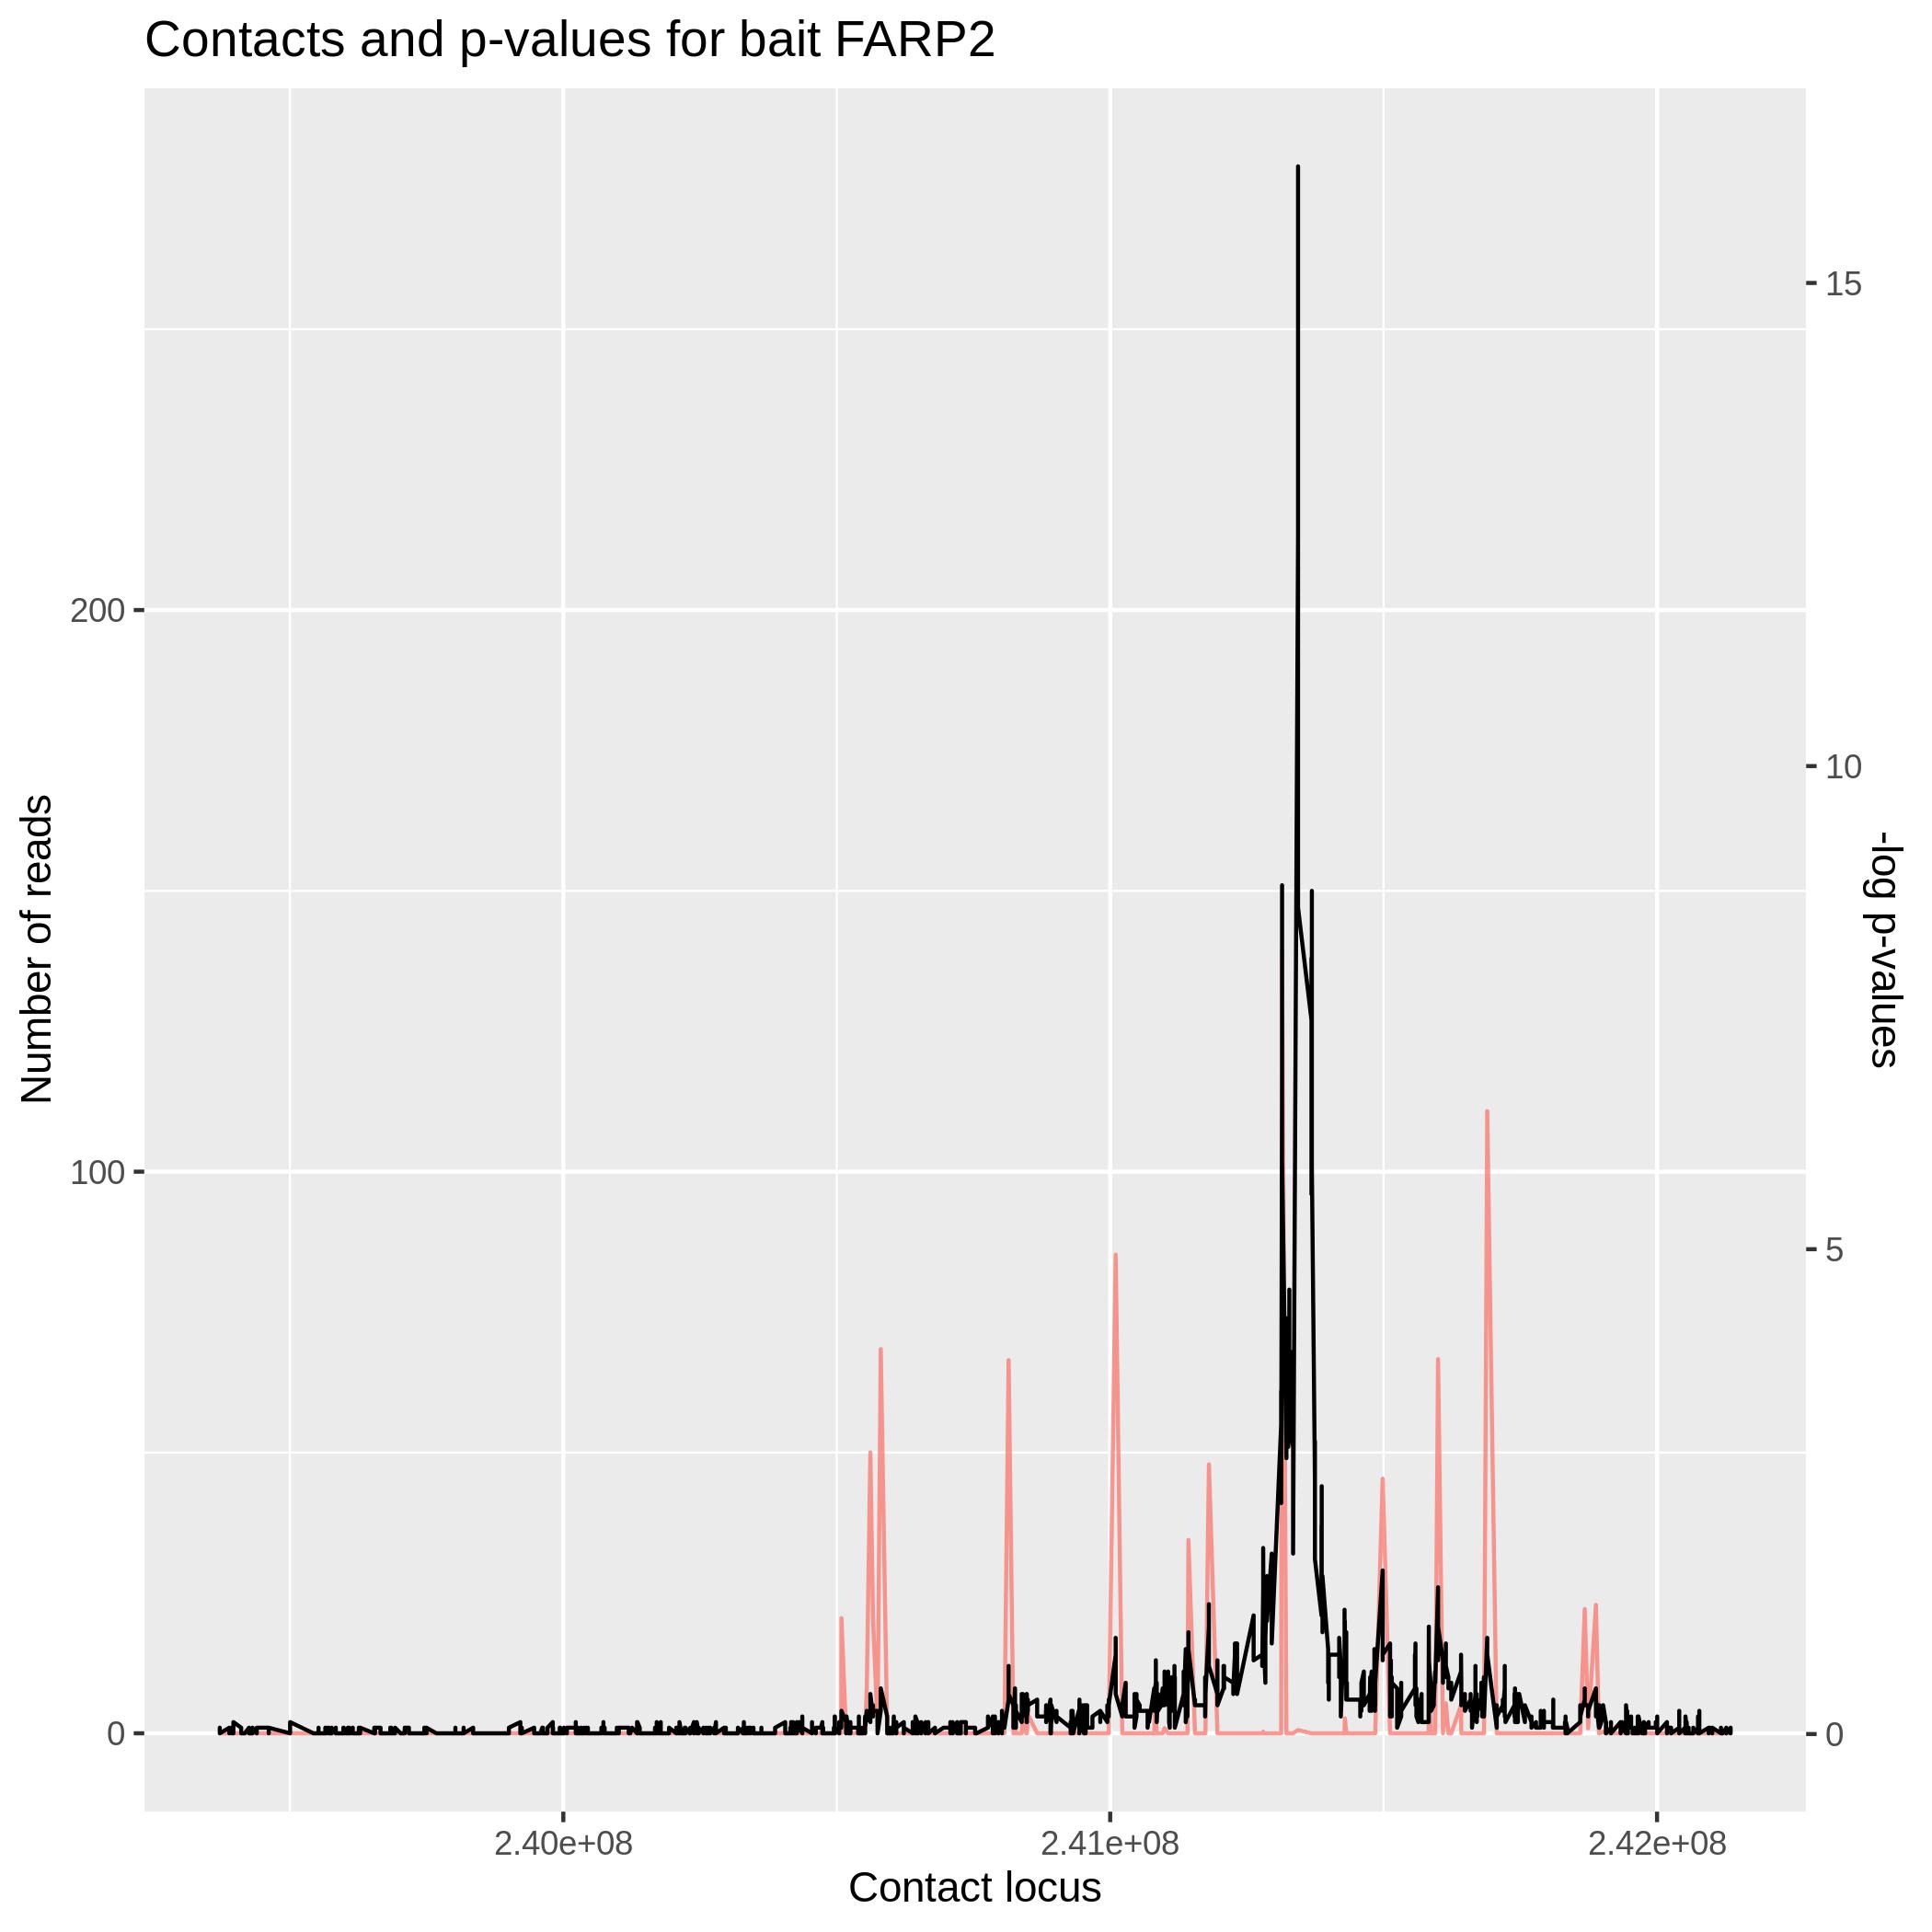 Contacts and p-values for bait FARP2
Number of reads
200
100
0
15
10
5
0
-log p-values
2.40e+08
2.41e+08
2.42e+08
Contact locus